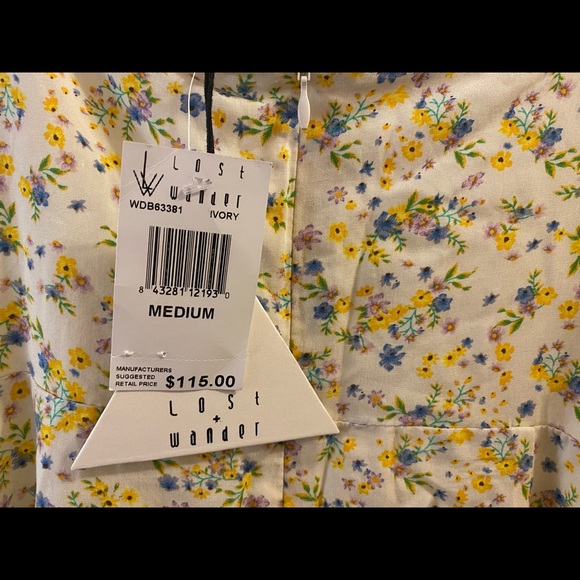 Lost
+
wander
WDB63381 IVORY
8 43281 12193 0
MEDIUM
MANUFACTURERS
SUGGESTED
RETAIL PRICE $115.00
Lost
+
wander